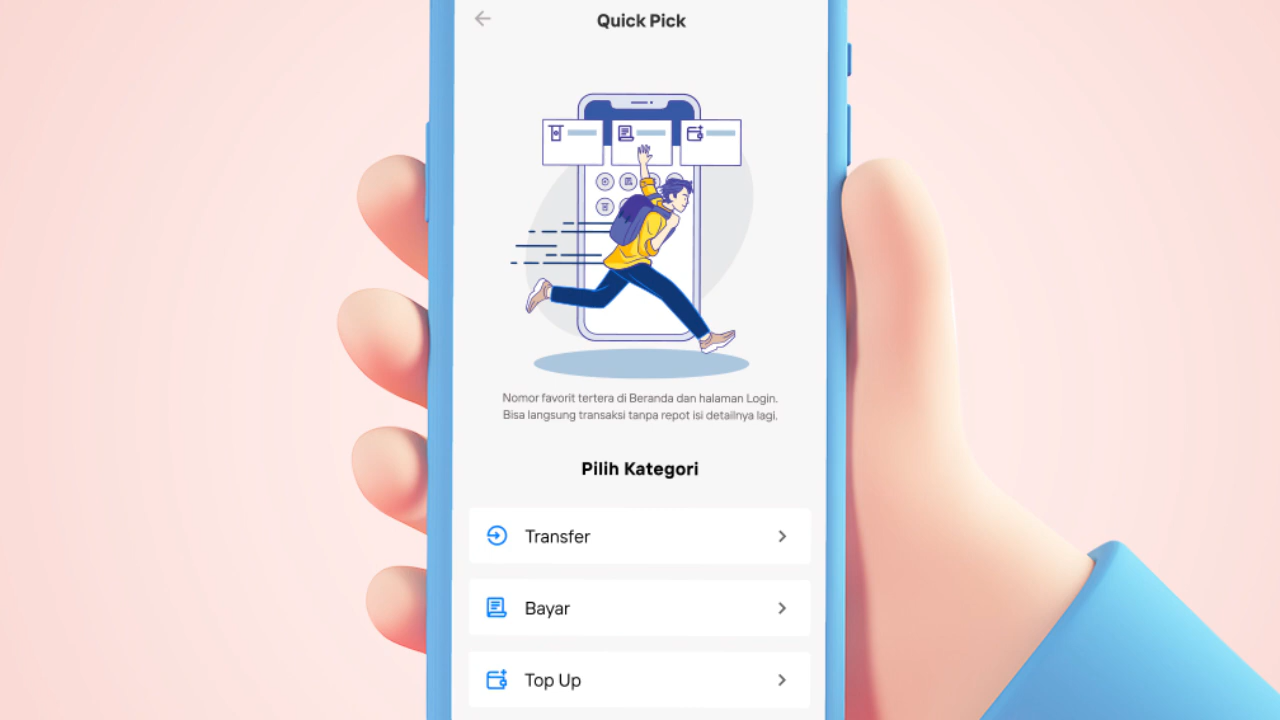 Quick Pick
Nomor favorit tertera di Beranda dan halaman Login.
Bisa langsung transaksi tanpa repot isi detailnya lagi.
Pilih Kategori
Transfer
Bayar
Top Up